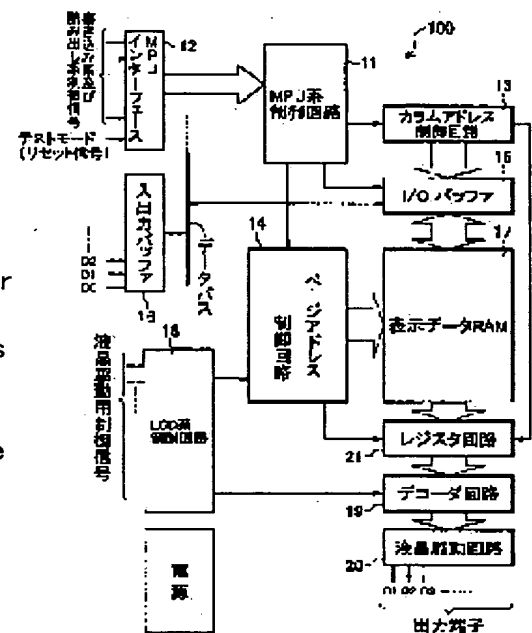 100
12
MPU
インターフェース
テストモード
(リセット信号)
11
MPU系
制御回路
13
カラムアドレス
制御回路
16
I/O バッファ
17
表示データRAM
入出力バッファ
D2
D1
D0
18
データバス
14
ページアドレス
制御回路
18
LCD系
制御回路
液晶駆動用制御信号
レジスタ回路
21
デコーダ回路
19
液晶駆動回路
20
O1 O2 O3
出力端子
電源
r
s
e